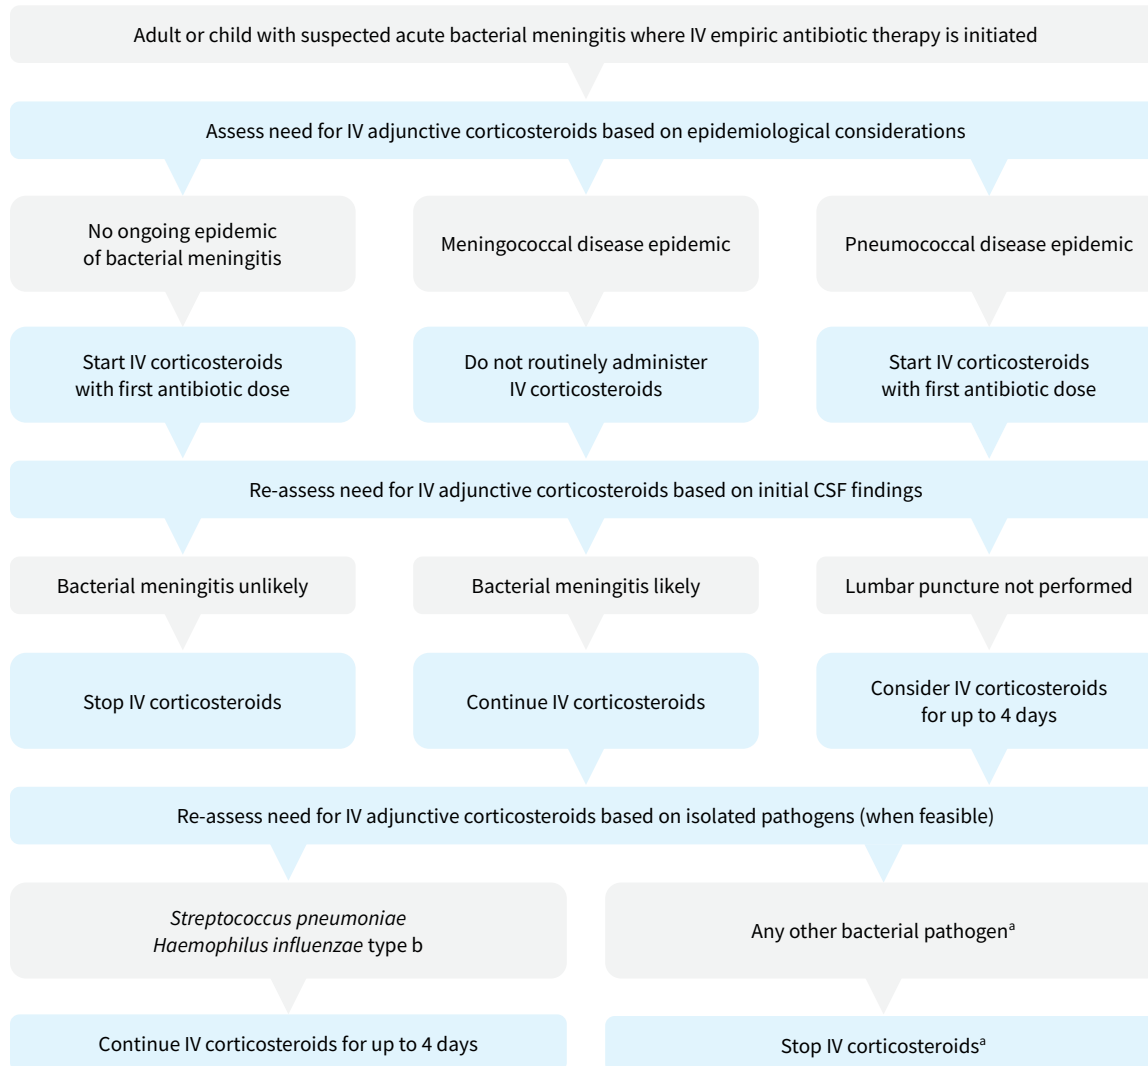 Adult or child with suspected acute bacterial meningitis where IV empiric antibiotic therapy is initiated
Assess need for IV adjunctive corticosteroids based on epidemiological considerations
No ongoing epidemic
of bacterial meningitis
Meningococcal disease epidemic
Pneumococcal disease epidemic
Start IV corticosteroids
with first antibiotic dose
Do not routinely administer
IV corticosteroids
Start IV corticosteroids
with first antibiotic dose
Re-assess need for IV adjunctive corticosteroids based on initial CSF findings
Bacterial meningitis unlikely
Bacterial meningitis likely
Lumbar puncture not performed
Stop IV corticosteroids
Continue IV corticosteroids
Consider IV corticosteroids
for up to 4 days
Re-assess need for IV adjunctive corticosteroids based on isolated pathogens (when feasible)
Streptococcus pneumoniae
Haemophilus influenzae type b
Any other bacterial pathogenᵃ
Continue IV corticosteroids for up to 4 days
Stop IV corticosteroidsᵃ